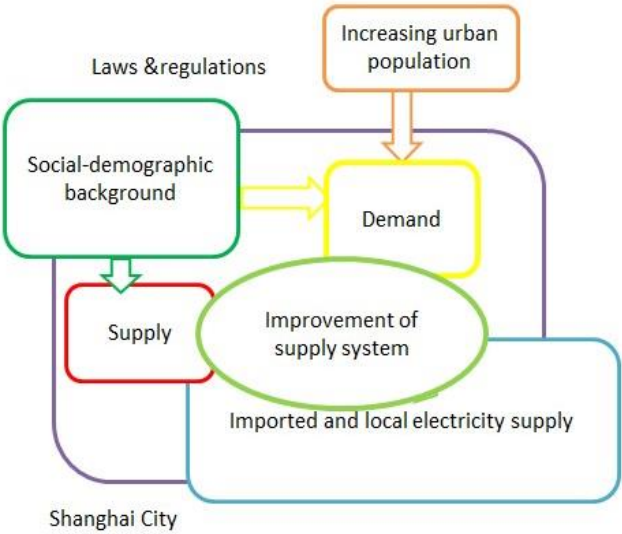 Increasing urban
population
Laws &regulations
Social-demographic
background
Demand
Supply
Improvement of
supply system
Imported and local electricity supply
Shanghai City